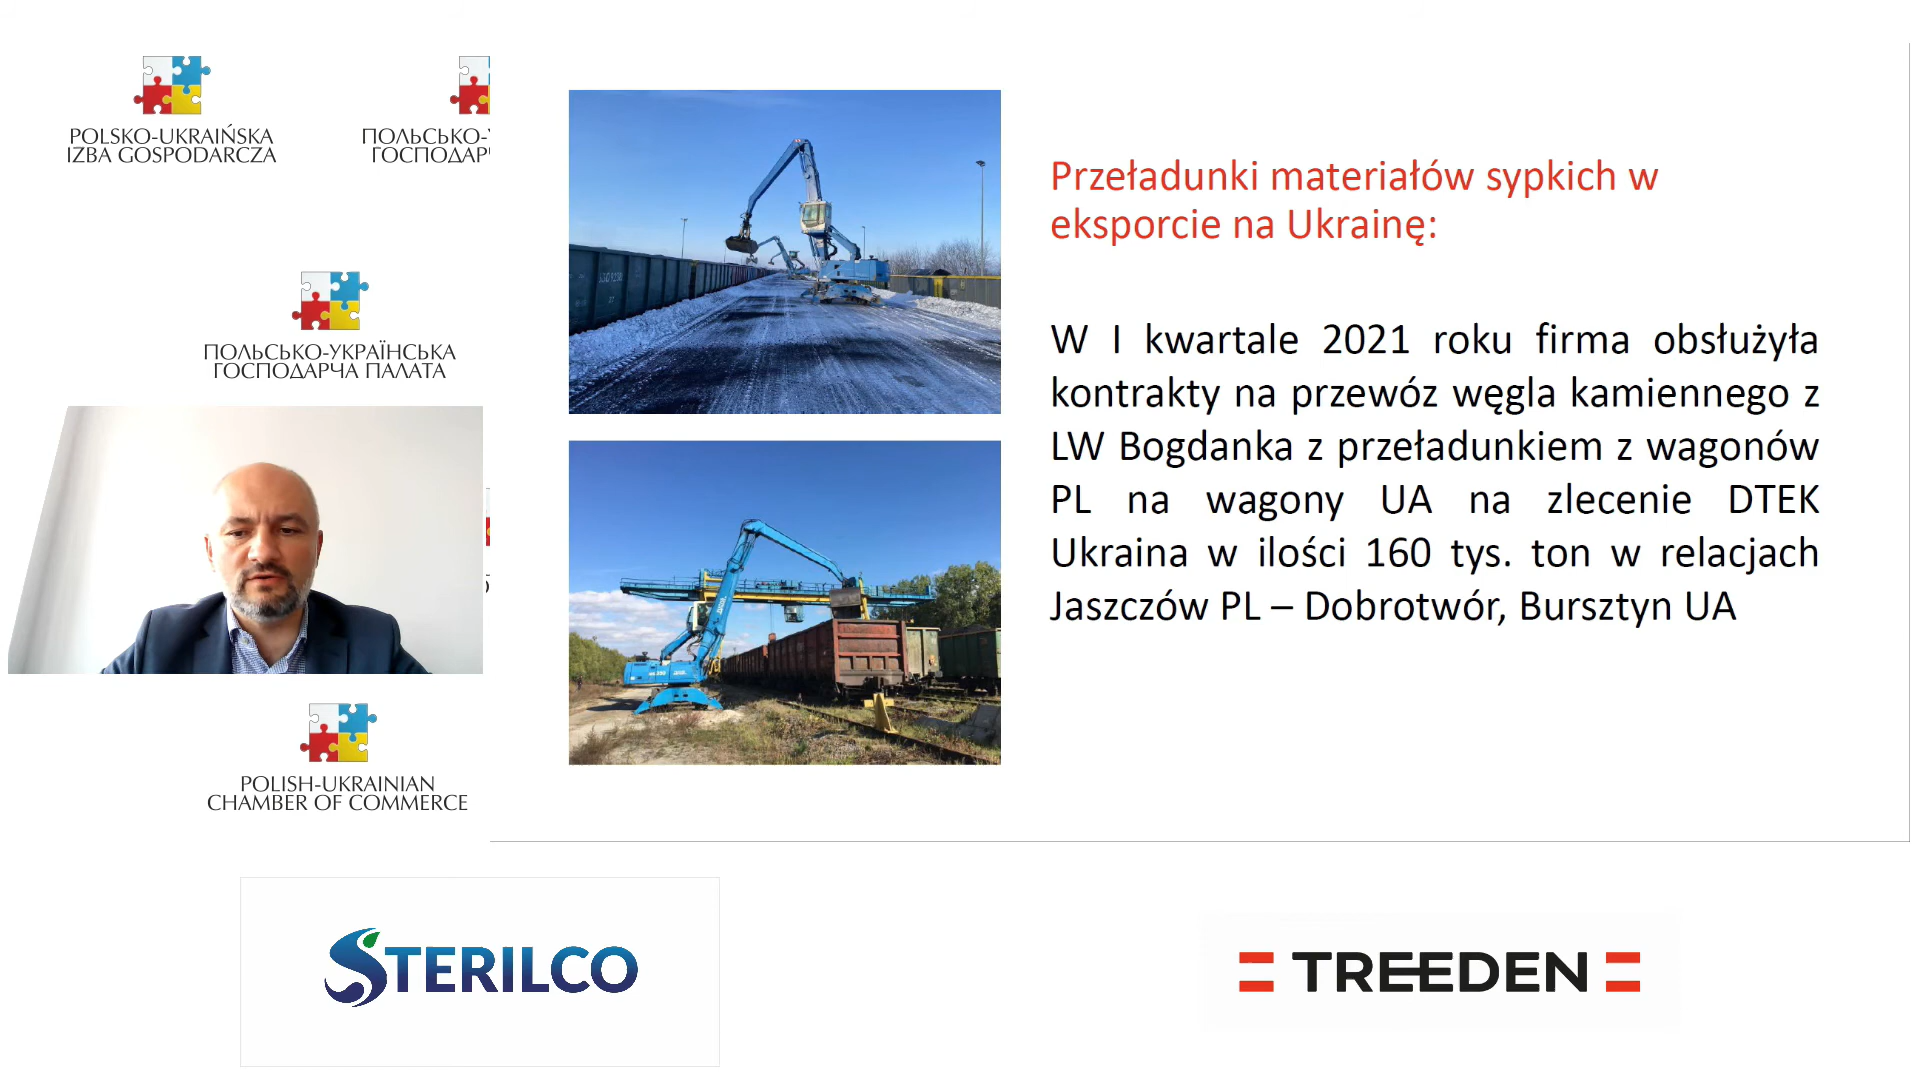 POLSKO-UKRAIŃSKA
IZBA GOSPODARCZA
ПОЛЬСЬКО-
ГОСПОДАР
ПОЛЬСЬКО-УКРАЇНСЬКА
ГОСПОДАРЧА ПАЛАТА
POLISH-UKRAINIAN
CHAMBER OF COMMERCE
Przeładunki materiałów sypkich w
eksporcie na Ukrainę:
W I kwartale 2021 roku firma obsłużyła
kontrakty na przewóz węgla kamiennego z
LW Bogdanka z przeładunkiem z wagonów
PL na wagony UA na zlecenie DTEK
Ukraina w ilości 160 tys. ton w relacjach
Jaszczów PL – Dobrotwór, Bursztyn UA
STERILCO
TREEDEN